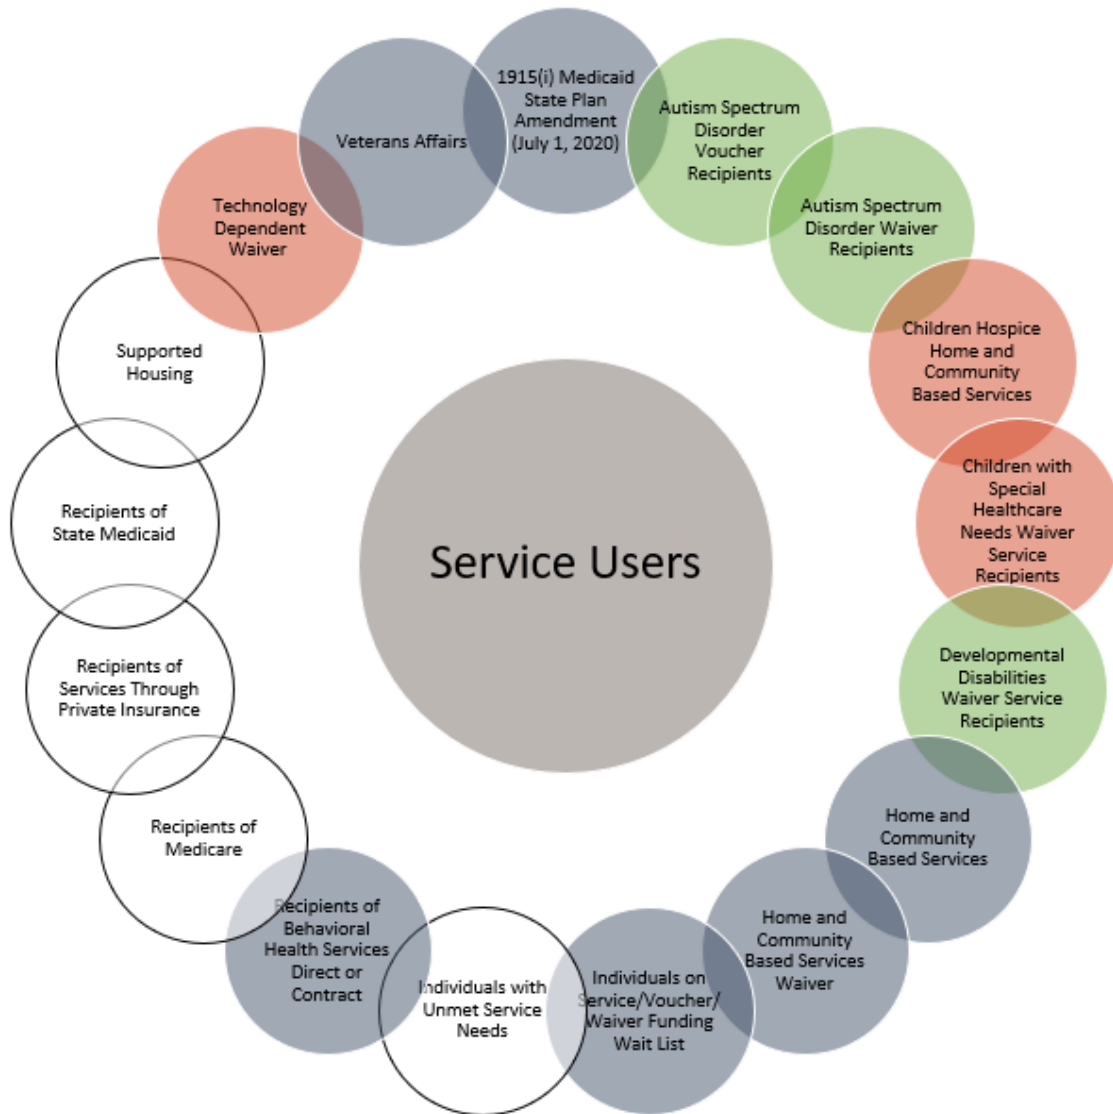 1915(i) Medicaid
State Plan
Amendment
(July 1, 2020)
Autism Spectrum
Disorder
Voucher
Recipients
Autism Spectrum
Disorder Waiver
Recipients
Children Hospice
Home and
Community
Based Services
Children with
Special
Healthcare
Needs Waiver
Service
Recipients
Developmental
Disabilities
Waiver Service
Recipients
Home and
Community
Based Services
Home and
Community
Based Services
Waiver
Individuals on
Service/Voucher/
Waiver Funding
Wait List
Individuals with
Unmet Service
Needs
Recipients of
Behavioral
Health Services
Direct or
Contract
Recipients of
Medicare
Recipients of
Services Through
Private Insurance
Recipients of
State Medicaid
Supported
Housing
Technology
Dependent
Waiver
Veterans Affairs
Service Users